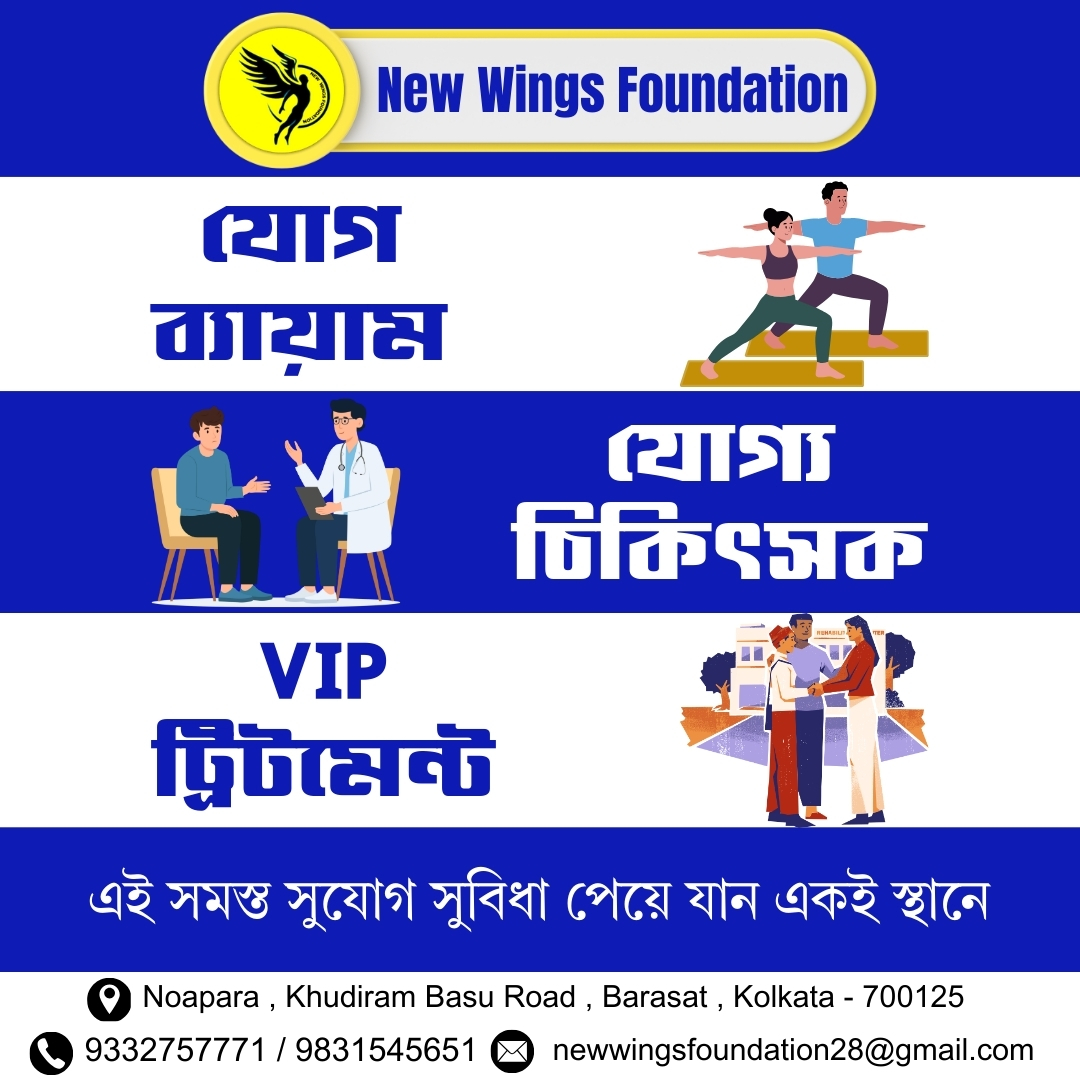 New Wings Foundation
যোগ
ব্যায়াম
যোগ্য
চিকিৎসক
VIP
ট্রিটমেন্ট
এই সমস্ত সুযোগ সুবিধা পেয়ে যান একই স্থানে
Noapara , Khudiram Basu Road , Barasat , Kolkata - 700125
9332757771 / 9831545651 newwingsfoundation28@gmail.com